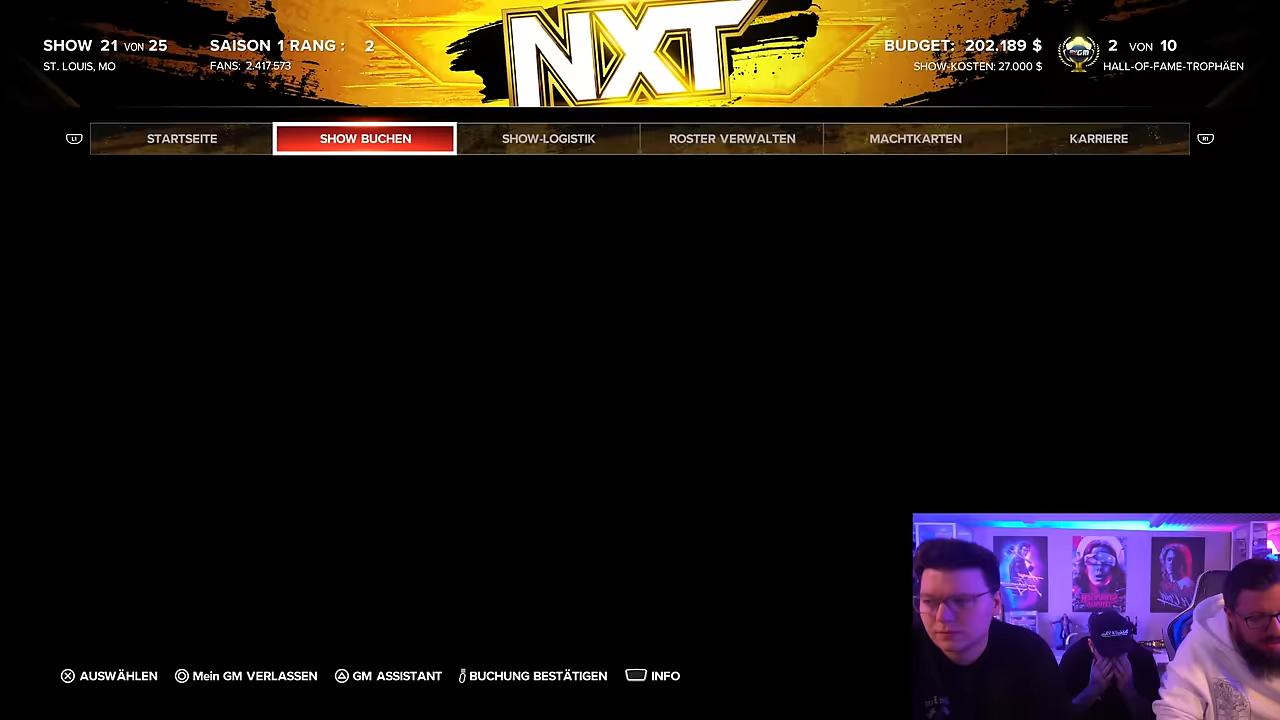 NXT
SHOW 21 VON 25
ST. LOUIS, MO
SAISON 1 RANG : 2
FANS: 2.417.573
BUDGET: 202.189 $
SHOW-KOSTEN: 27.000 $
2 VON 10
HALL-OF-FAME-TROPHÄEN
STARTSEITE SHOW BUCHEN SHOW-LOGISTIK ROSTER VERWALTEN MACHTKARTEN KARRIERE
AUSWÄHLEN Mein GM VERLASSEN GM ASSISTANT BUCHUNG BESTÄTIGEN INFO